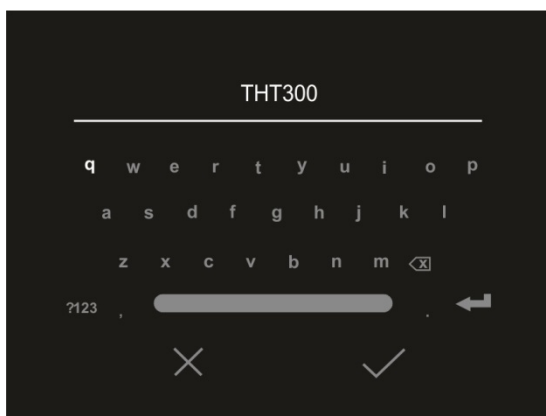 THT300
q w e r t y u i o p
a s d f g h j k l
z x c v b n m
?123 , .